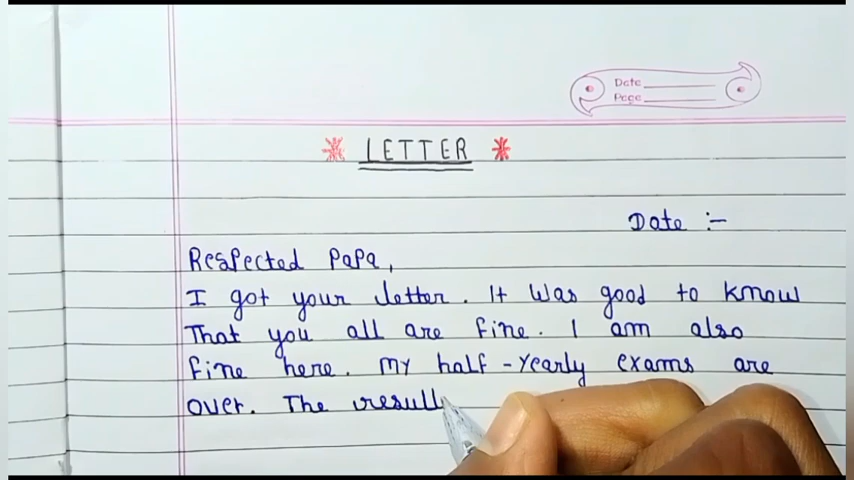 Date
Page
* LETTER *
Date :-
Respected Papa,
I got your letter. It was good to know
That you all are fine. I am also
fine here. My half-yearly exams are
over. The result